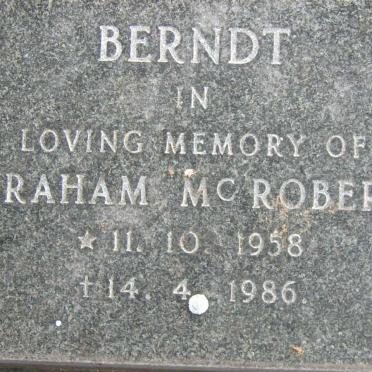 BERNDT
IN
LOVING MEMORY OF
RAHAM McROBER
* 11. 10 1958
† 14. 4. 1986.